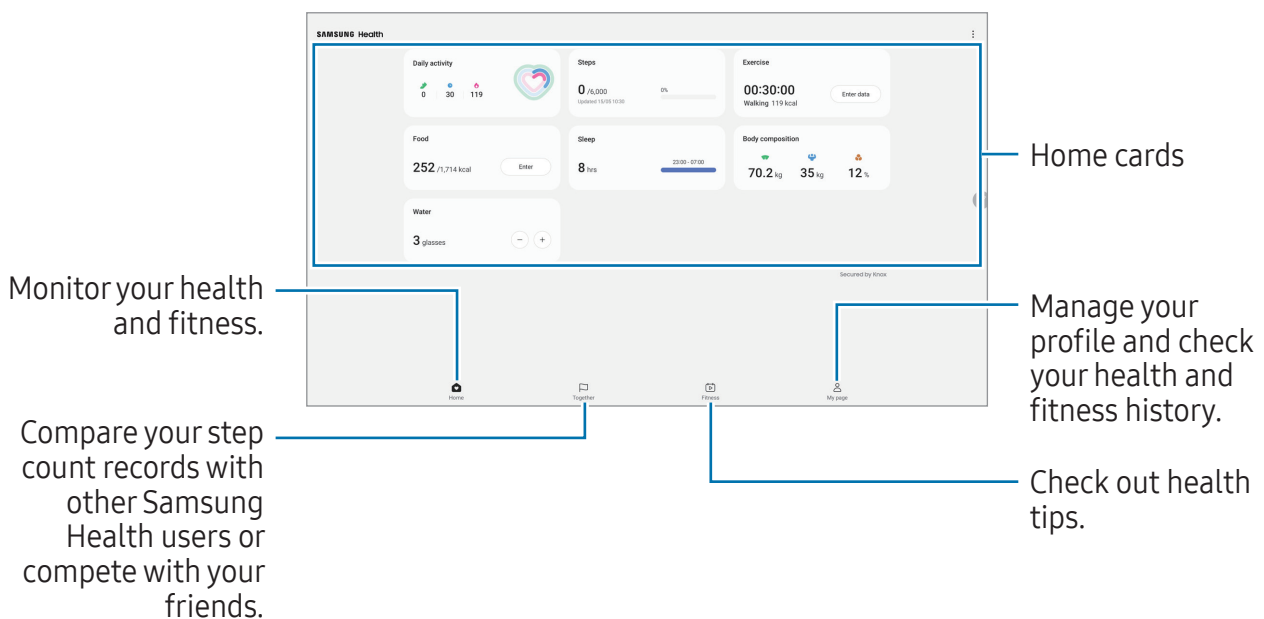 SAMSUNG Health
Daily activity
0 30 119
Steps
0 /6,000
0%
Updated 10/05 10:30
Exercise
00:30:00
Walking 119 kcal
Enter data
Food
252 /1,714 kcal
Enter
Sleep
8 hrs
23:00 - 07:00
Body composition
70.2 kg 35 kg 12 %
Water
3 glasses
− +
Secured by Knox
Home
Together
Fitness
My page
Home cards
Monitor your health
and fitness.
Manage your
profile and check
your health and
fitness history.
Compare your step
count records with
other Samsung
Health users or
compete with your
friends.
Check out health
tips.